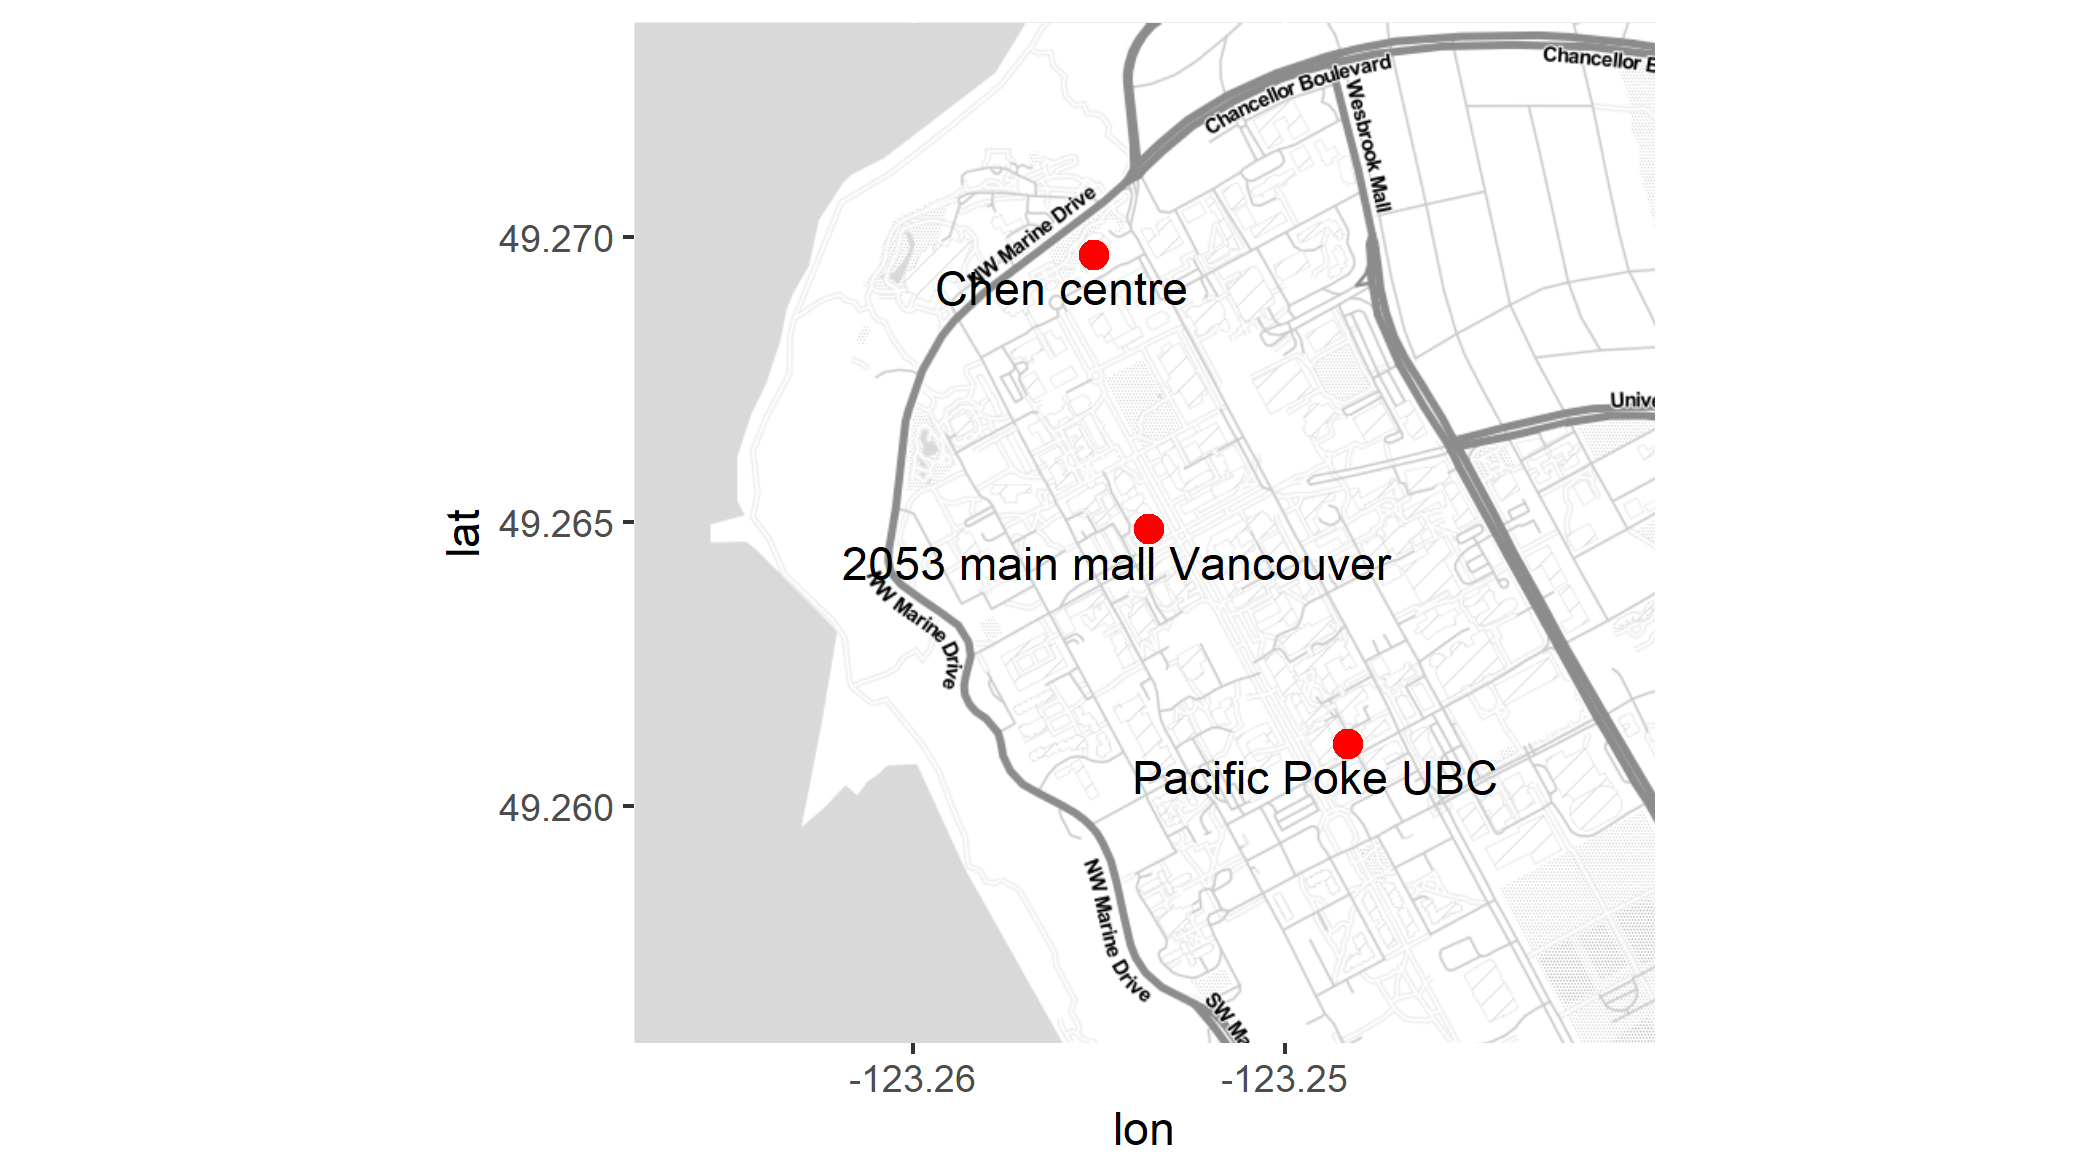 Chancellor Boulevard
Chancellor B
Wesbrook Mall
NW Marine Drive
49.270
Chen centre
Unive
lat
49.265
2053 main mall Vancouver
NW Marine Drive
Pacific Poke UBC
49.260
NW Marine Drive
SW Ma
-123.26
-123.25
lon